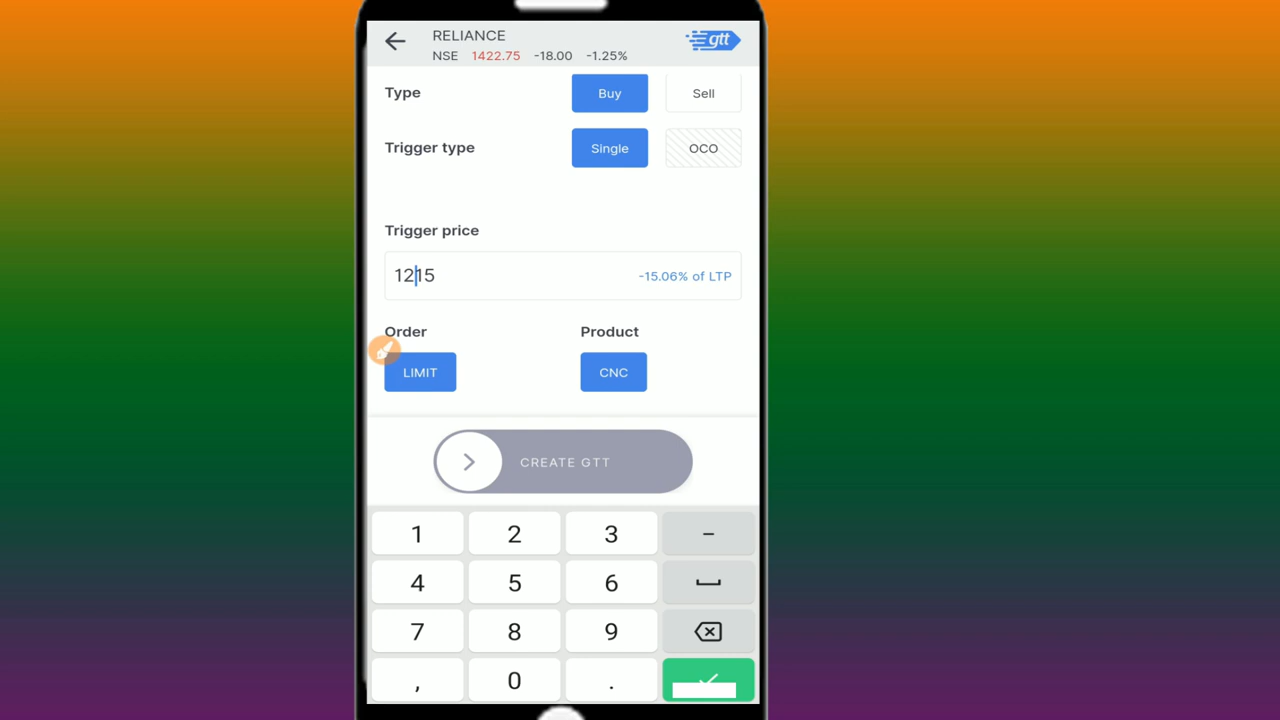 RELIANCE
gtt
NSE 1422.75 -18.00 -1.25%
Type Buy Sell
Trigger type Single OCO
Trigger price
1215 -15.06% of LTP
Order Product
LIMIT CNC
CREATE GTT
1 2 3 -
4 5 6
7 8 9
, 0 .